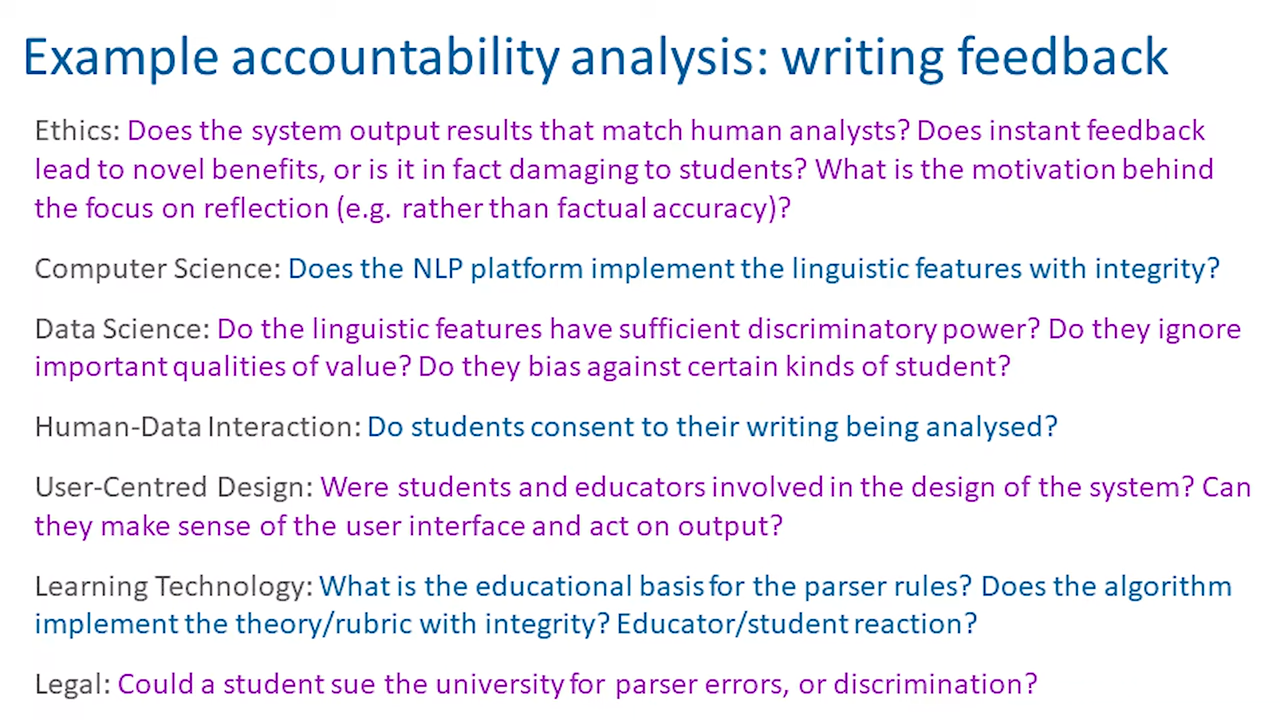 Example accountability analysis: writing feedback
Ethics: Does the system output results that match human analysts? Does instant feedback
lead to novel benefits, or is it in fact damaging to students? What is the motivation behind
the focus on reflection (e.g. rather than factual accuracy)?
Computer Science: Does the NLP platform implement the linguistic features with integrity?
Data Science: Do the linguistic features have sufficient discriminatory power? Do they ignore
important qualities of value? Do they bias against certain kinds of student?
Human-Data Interaction: Do students consent to their writing being analysed?
User-Centred Design: Were students and educators involved in the design of the system? Can
they make sense of the user interface and act on output?
Learning Technology: What is the educational basis for the parser rules? Does the algorithm
implement the theory/rubric with integrity? Educator/student reaction?
Legal: Could a student sue the university for parser errors, or discrimination?